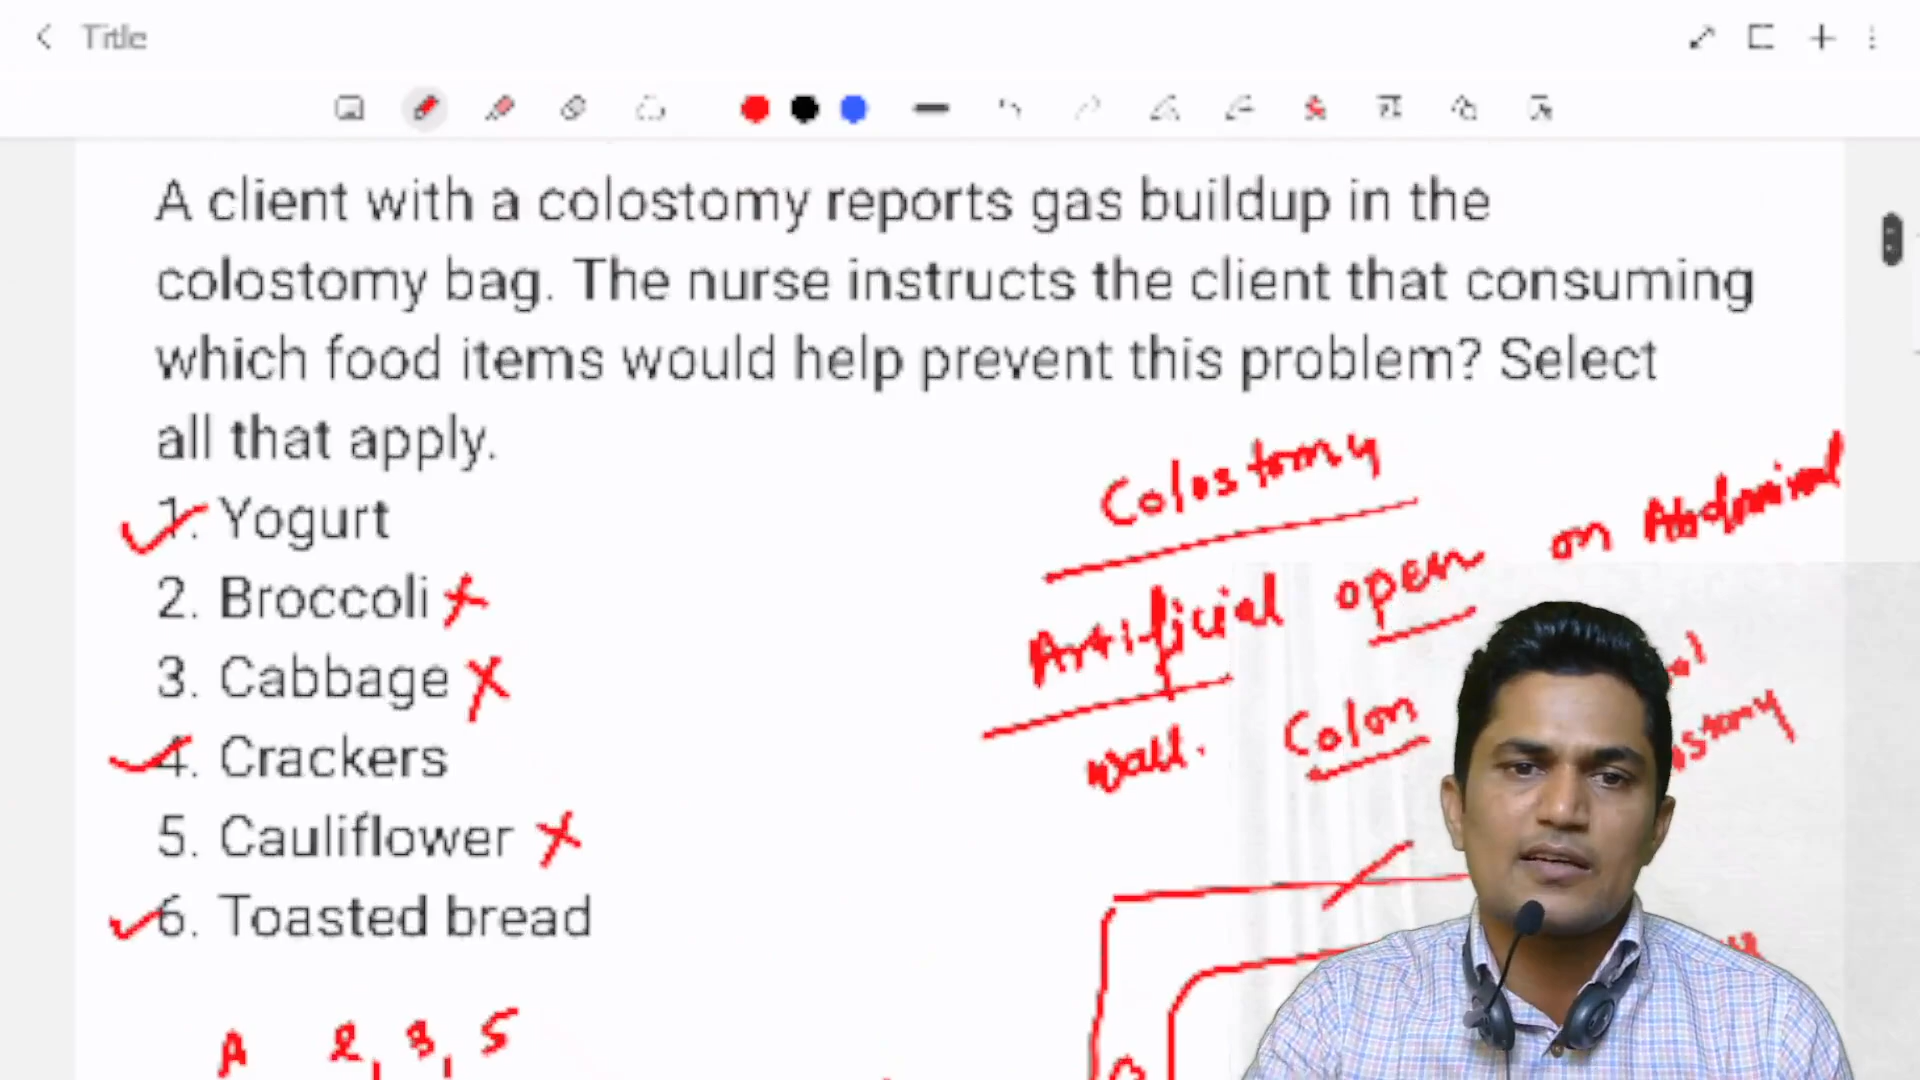 Title
A client with a colostomy reports gas buildup in the
colostomy bag. The nurse instructs the client that consuming
which food items would help prevent this problem? Select
all that apply.
1. Yogurt
2. Broccoli
3. Cabbage
4. Crackers
5. Cauliflower
6. Toasted bread
A 2, 3, 5
Colostomy
Artificial open on Abdominal
wall. Colon